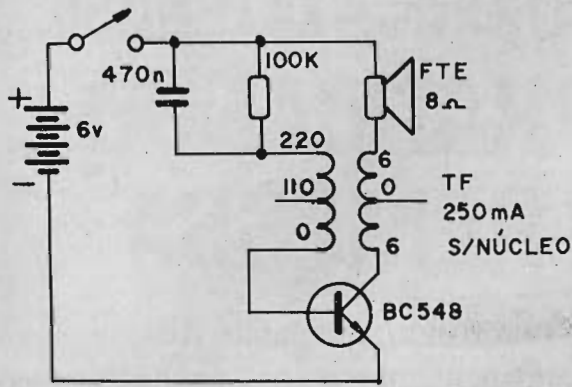 470n
100K
FTE
8Ω
+
6v
-
220
110
0
6
0
6
TF
250mA
S/NÚCLEO
BC548